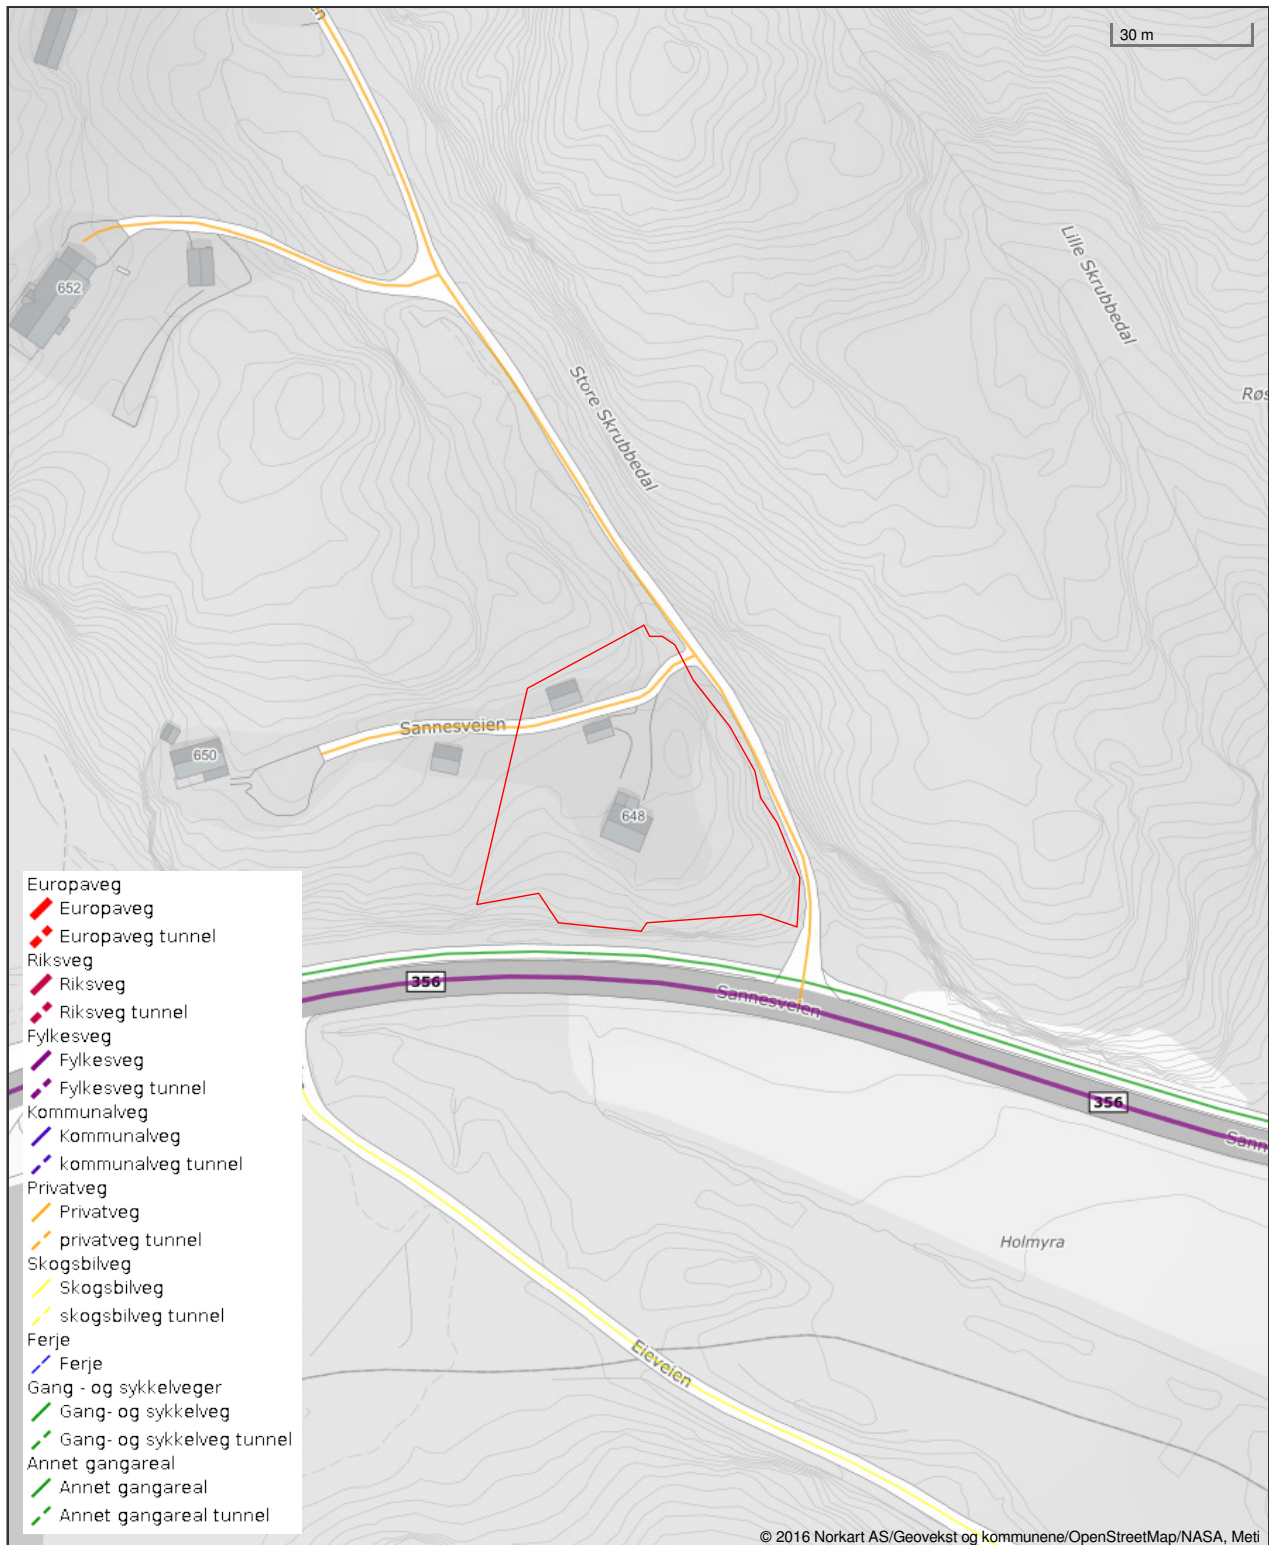 30 m
652
Lille Skrubbedal
Røs
Store Skrubbedal
Sannesveien
650
648
Europaveg
Europaveg
Europaveg tunnel
Riksveg
Riksveg
Riksveg tunnel
Fylkesveg
Fylkesveg
Fylkesveg tunnel
Kommunalveg
Kommunalveg
kommunalveg tunnel
Privatveg
Privatveg
privatveg tunnel
Skogsbilveg
Skogsbilveg
skogsbilveg tunnel
Ferje
Ferje
Gang - og sykkelveger
Gang- og sykkelveg
Gang- og sykkelveg tunnel
Annet gangareal
Annet gangareal
Annet gangareal tunnel
356
Sannesveien
356
Sann
Holmyra
Eieveien
© 2016 Norkart AS/Geovekst og kommunene/OpenStreetMap/NASA, Meti